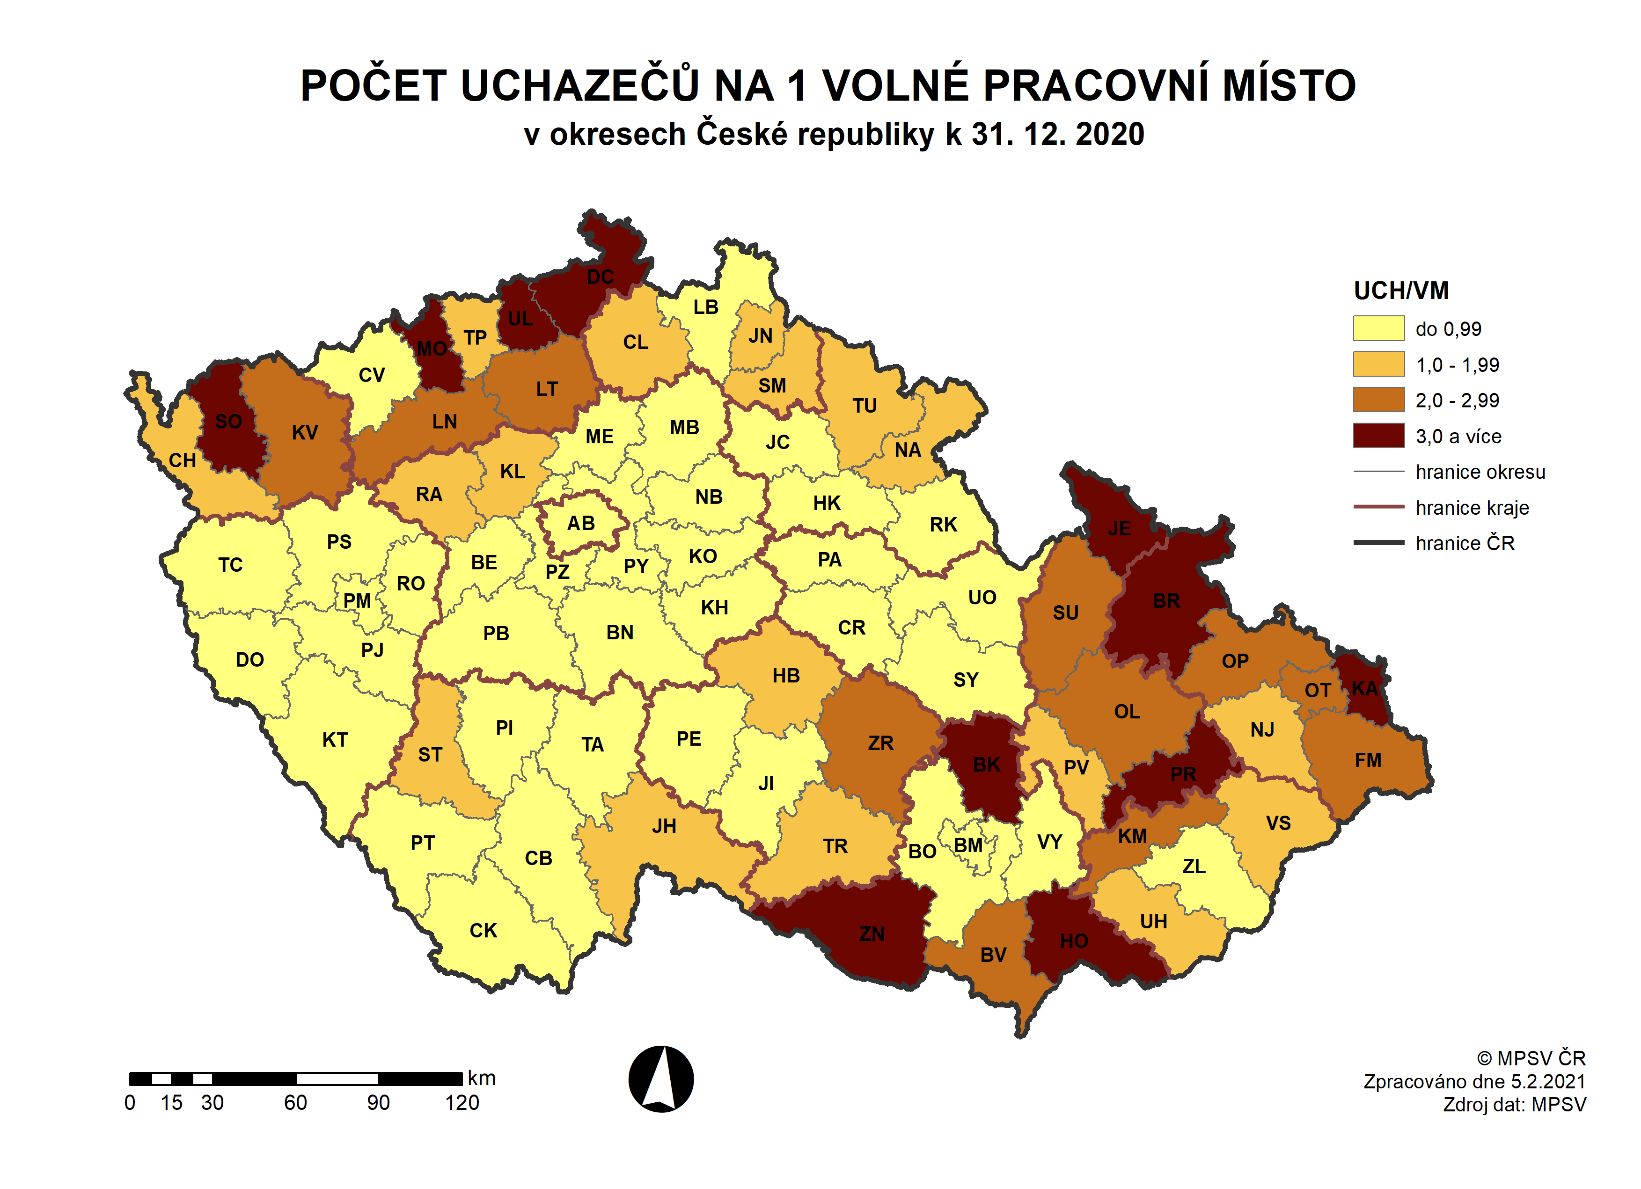 POČET UCHAZEČŮ NA 1 VOLNÉ PRACOVNÍ MÍSTO
v okresech České republiky k 31. 12. 2020
UCH/VM
do 0,99
1,0 - 1,99
2,0 - 2,99
3,0 a více
hranice okresu
hranice kraje
hranice ČR
DC
LB
UL
MO
TP
CL
JN
CV
SM
LT
TU
SO
KV
LN
ME
MB
JC
NA
CH
RA
KL
NB
HK
RK
AB
JE
PS
TC
BE
PZ
PY
KO
PA
RO
PM
UO
BR
KH
SU
PB
BN
CR
DO
PJ
OP
HB
SY
OT
KA
KT
PI
TA
PE
ZR
OL
NJ
ST
BK
PV
PR
FM
JI
PT
CB
JH
TR
BO
BM
VY
KM
VS
ZL
CK
ZN
BV
HO
UH
km
0 15 30 60 90 120
© MPSV ČR
Zpracováno dne 5.2.2021
Zdroj dat: MPSV